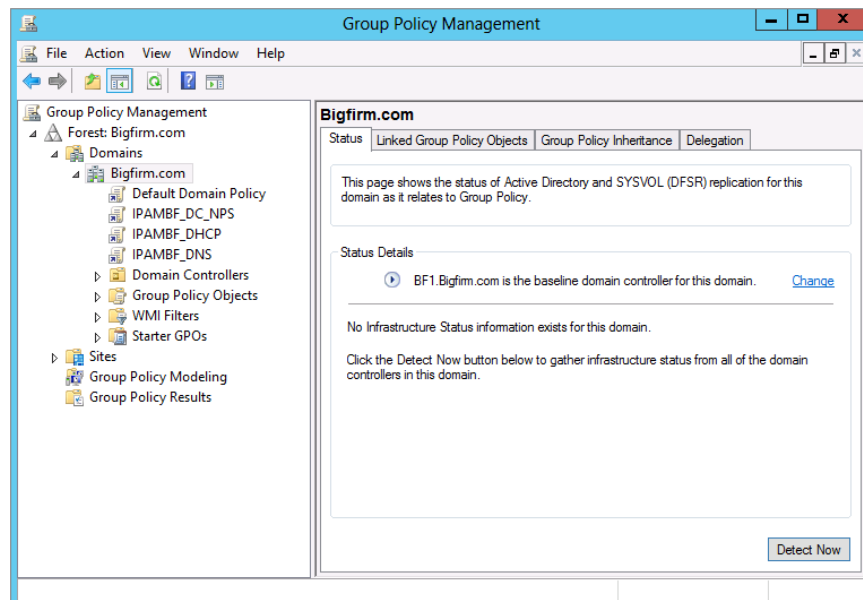 Group Policy Management
File Action View Window Help
Group Policy Management
Forest: Bigfirm.com
Domains
Bigfirm.com
Default Domain Policy
IPAMBF_DC_NPS
IPAMBF_DHCP
IPAMBF_DNS
Domain Controllers
Group Policy Objects
WMI Filters
Starter GPOs
Sites
Group Policy Modeling
Group Policy Results
Bigfirm.com
Status Linked Group Policy Objects Group Policy Inheritance Delegation
This page shows the status of Active Directory and SYSVOL (DFSR) replication for this
domain as it relates to Group Policy.
Status Details
BF1.Bigfirm.com is the baseline domain controller for this domain. Change
No Infrastructure Status information exists for this domain.
Click the Detect Now button below to gather infrastructure status from all of the domain
controllers in this domain.
Detect Now